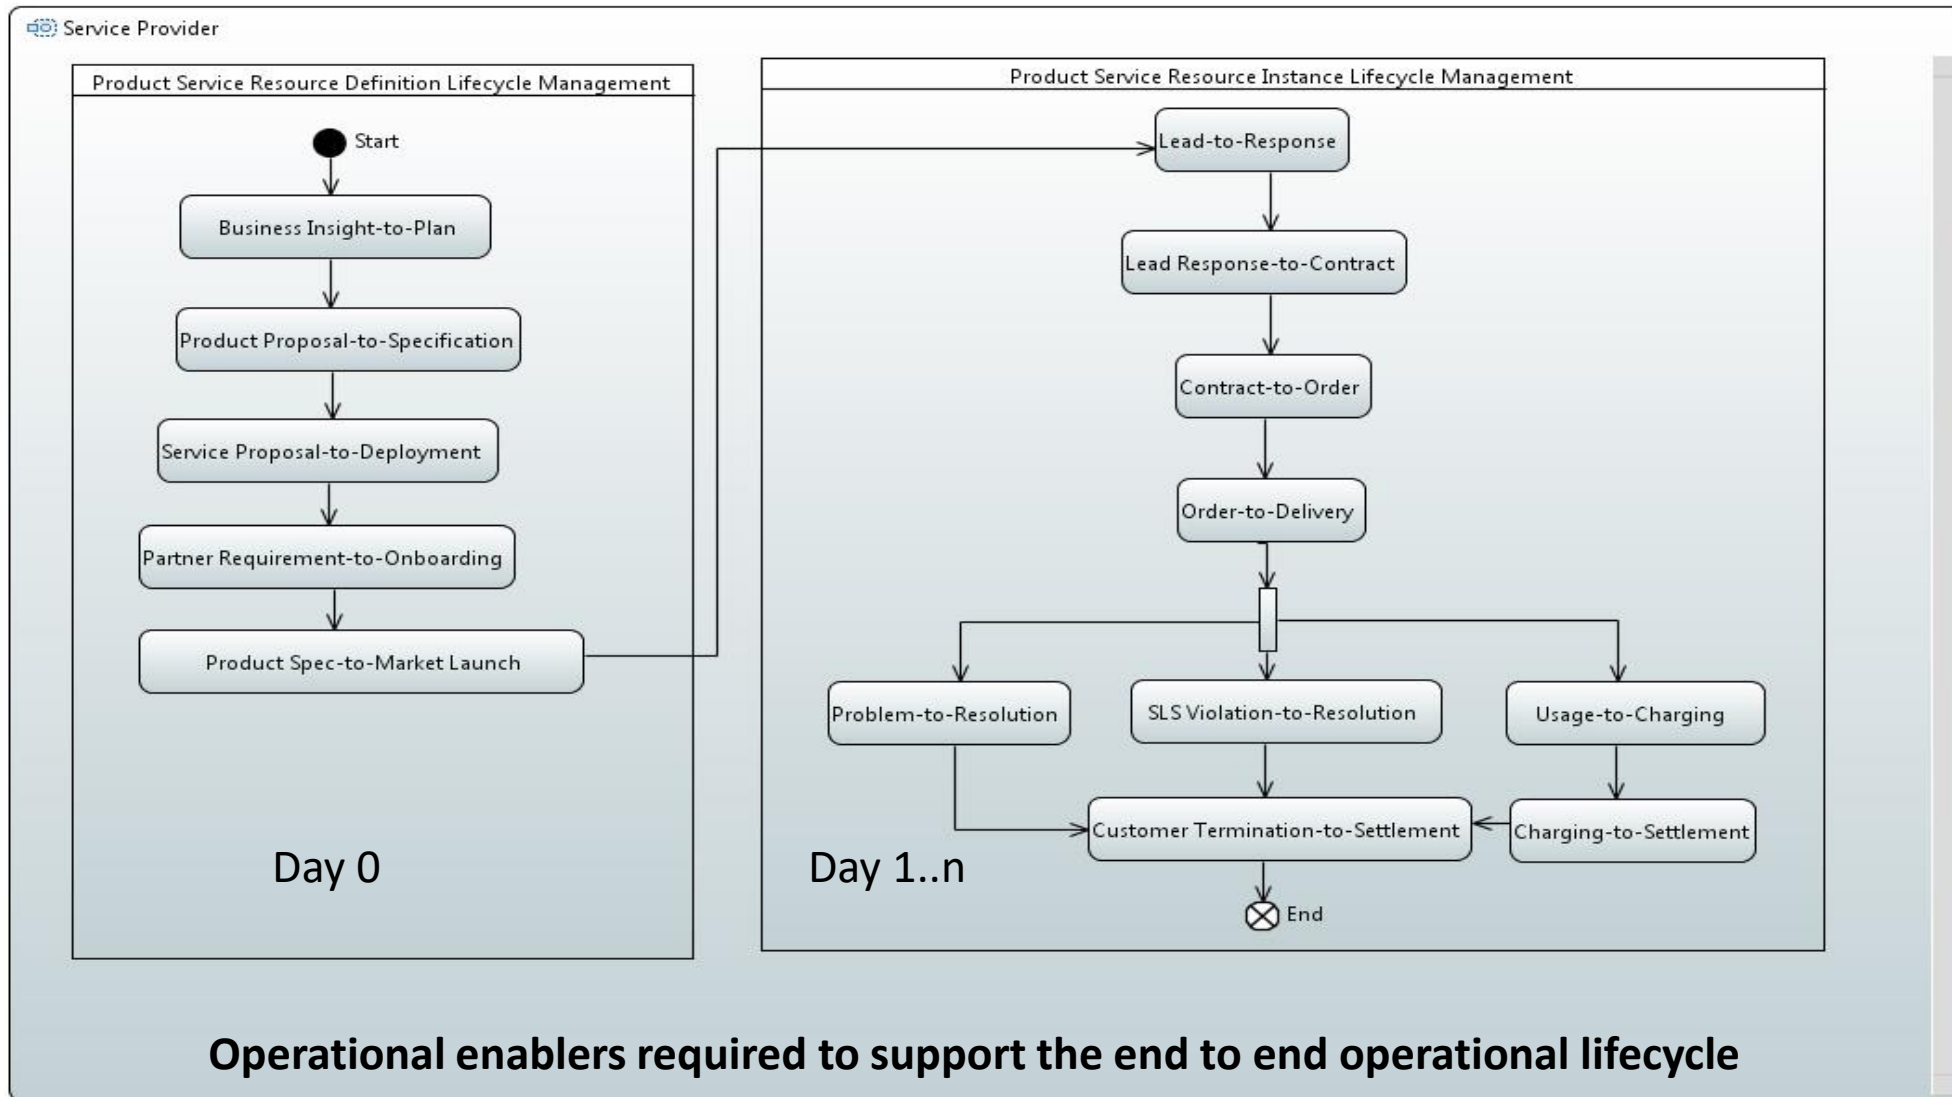 Service Provider
Product Service Resource Definition Lifecycle Management
Start
Business Insight-to-Plan
Product Proposal-to-Specification
Service Proposal-to-Deployment
Partner Requirement-to-Onboarding
Product Spec-to-Market Launch
Day 0
Product Service Resource Instance Lifecycle Management
Lead-to-Response
Lead Response-to-Contract
Contract-to-Order
Order-to-Delivery
Problem-to-Resolution
SLS Violation-to-Resolution
Usage-to-Charging
Customer Termination-to-Settlement
Charging-to-Settlement
Day 1..n
End
Operational enablers required to support the end to end operational lifecycle